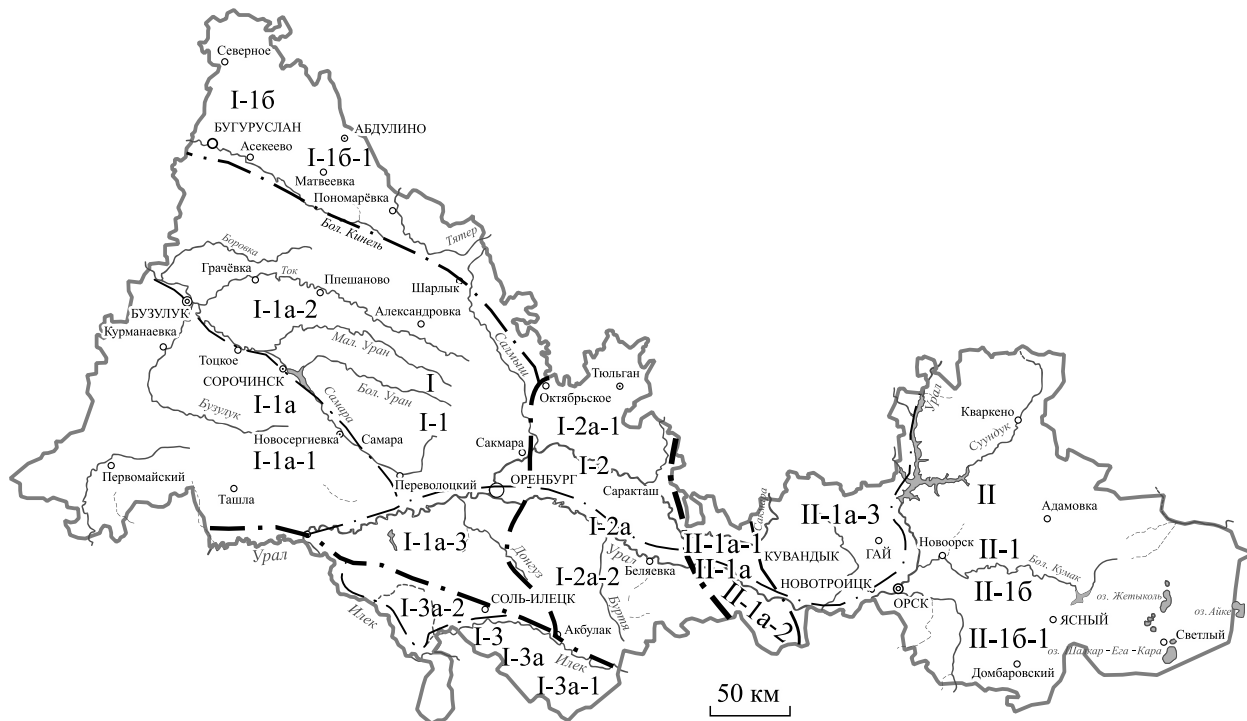 Северное
I-1б
БУГУРУСЛАН
АБДУЛИНО
Асекеево
I-1б-1
Матвеевка
Пономарёвка
Бол. Кинель
Тятер
Боровка
Грачёвка
Ток
Ппешаново
Шарлык
БУЗУЛУК
I-1а-2
Александровка
Курманаевка
Мал. Уран
Салмыш
Тоцкое
СОРОЧИНСК
I
Бол. Уран
Октябрьское
Тюльган
I-1а
Самара
Бузулук
I-1
I-2а-1
Новосергиевка
Самара
Сакмара
I-2
I-1а-1
Первомайский
Ташла
Переволоцкий
ОРЕНБУРГ
Саракташ
Урал
I-1а-3
Донгуз
I-2а
Урал
Беляевка
I-2а-2
Буртя
Илек
I-3а-2
СОЛЬ-ИЛЕЦК
I-3
Акбулак
I-3а
Илек
I-3а-1
50 км
Урал
Кваркено
Суундук
Сакмара
II-1а-3
II
Адамовка
II-1а-1
КУВАНДЫК
ГАЙ
Новоорск
II-1
II-1а
НОВОТРОИЦК
Бол. Кумак
ОРСК
II-1б
II-1а-2
оз. Жетыколь
оз. Айке
ЯСНЫЙ
II-1б-1
Светлый
оз. Шалкар-Ега-Кара
Домбаровский